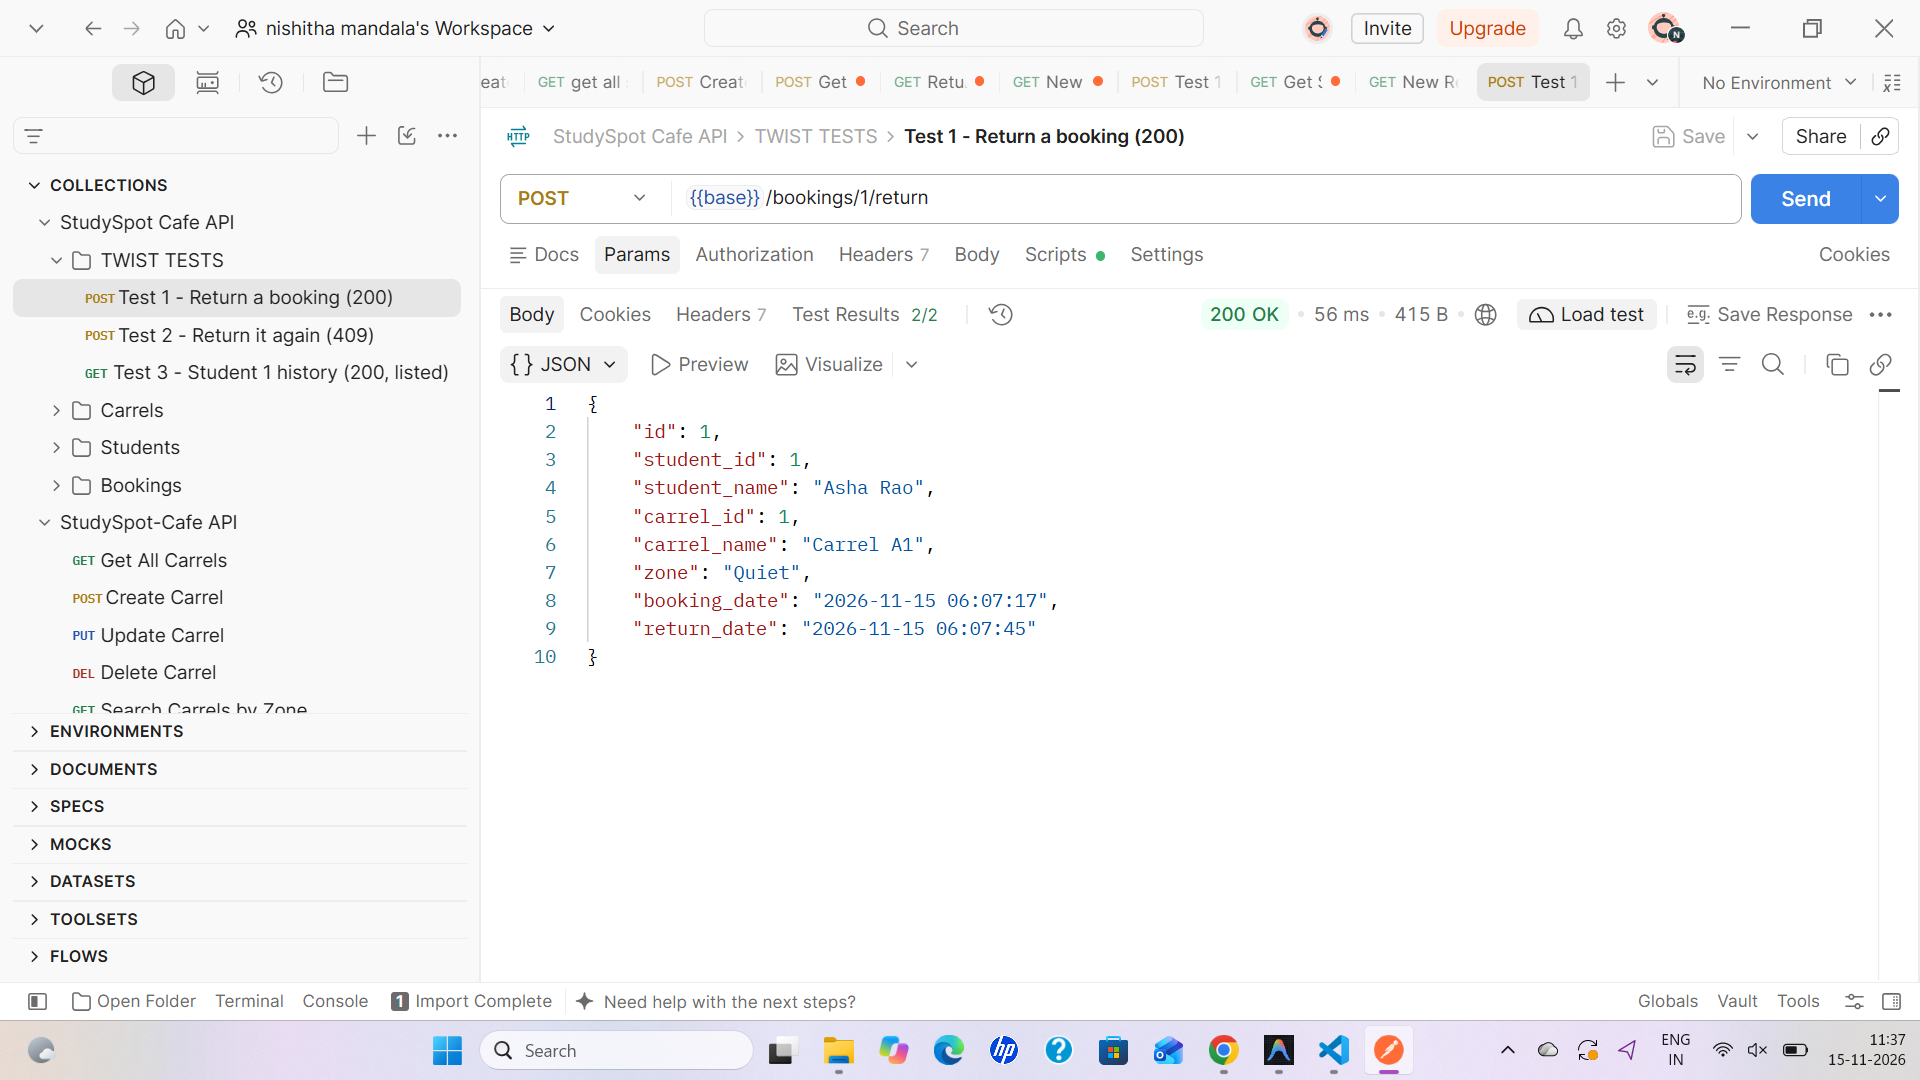 nishitha mandala's Workspace
Search
Invite
Upgrade
N
eat
GET get all
POST Creat
POST Get
GET Retu
GET New
POST Test 1
GET Get S
GET New Re
POST Test 1
No Environment
HTTP StudySpot Cafe API > TWIST TESTS > Test 1 - Return a booking (200)
Save
Share
COLLECTIONS
StudySpot Cafe API
TWIST TESTS
POST Test 1 - Return a booking (200)
POST Test 2 - Return it again (409)
GET Test 3 - Student 1 history (200, listed)
Carrels
Students
Bookings
StudySpot-Cafe API
GET Get All Carrels
POST Create Carrel
PUT Update Carrel
DEL Delete Carrel
GET Search Carrels by Zone
ENVIRONMENTS
DOCUMENTS
SPECS
MOCKS
DATASETS
TOOLSETS
FLOWS
POST {{base}}/bookings/1/return
Send
Docs Params Authorization Headers 7 Body Scripts Settings
Cookies
Body Cookies Headers 7 Test Results 2/2
200 OK • 56 ms • 415 B
Load test
e.g. Save Response
{} JSON
Preview
Visualize
1 {
2 "id": 1,
3 "student_id": 1,
4 "student_name": "Asha Rao",
5 "carrel_id": 1,
6 "carrel_name": "Carrel A1",
7 "zone": "Quiet",
8 "booking_date": "2026-11-15 06:07:17",
9 "return_date": "2026-11-15 06:07:45"
10 }
Open Folder Terminal Console 1 Import Complete Need help with the next steps?
Globals Vault Tools
Search
hp
ENG
IN
11:37
15-11-2026